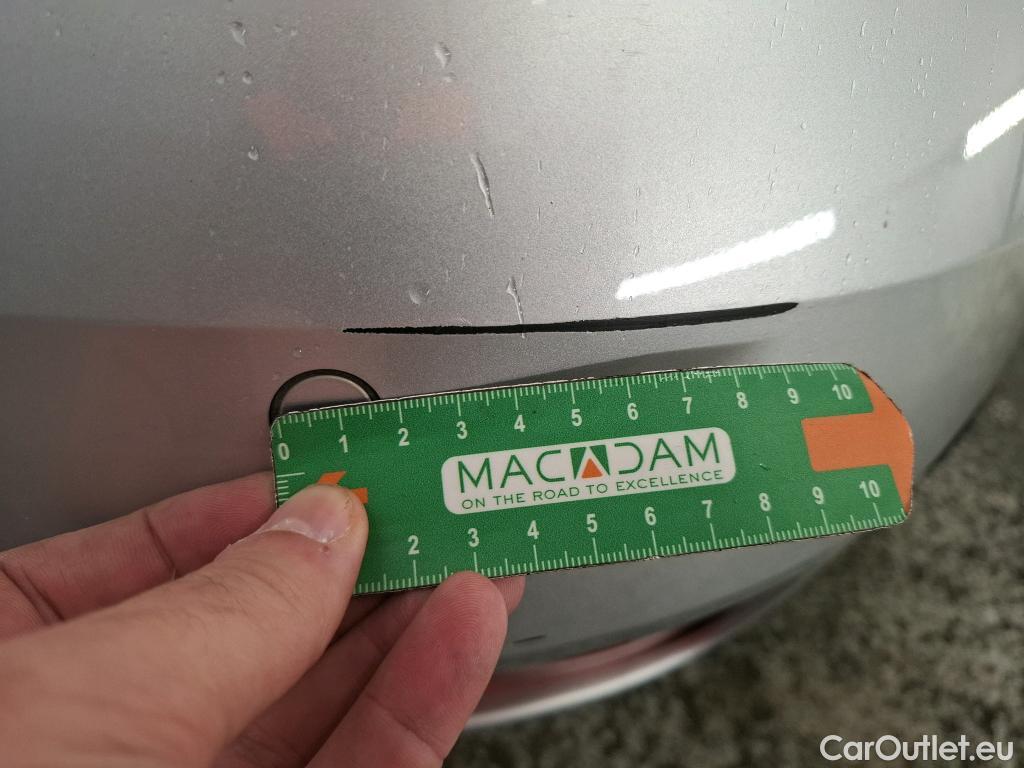 0 1 2 3 4 5 6 7 8 9 10
MACADAM
ON THE ROAD TO EXCELLENCE
2 3 4 5 6 7 8 9 10
CarOutlet.eu